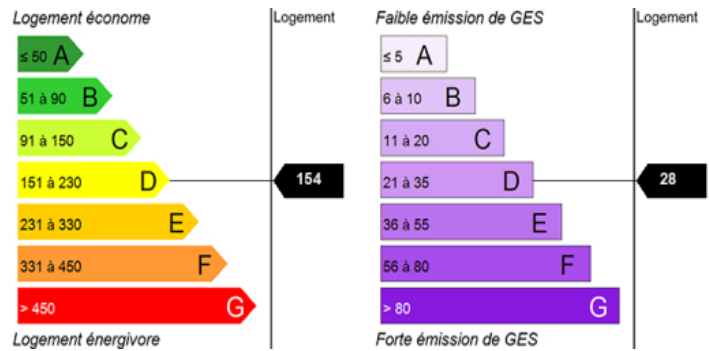 Logement économe
Logement
≤ 50 A
51 à 90 B
91 à 150 C
151 à 230 D
154
231 à 330 E
331 à 450 F
> 450 G
Logement énergivore
Faible émission de GES
Logement
≤ 5 A
6 à 10 B
11 à 20 C
21 à 35 D
28
36 à 55 E
56 à 80 F
> 80 G
Forte émission de GES